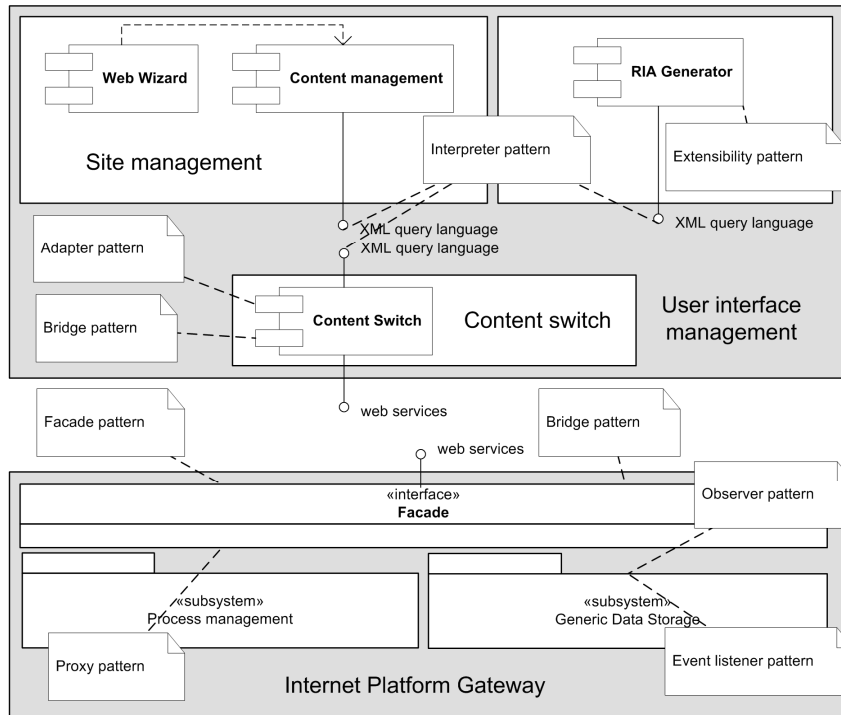 Web Wizard
Content management
RIA Generator
Interpreter pattern
Extensibility pattern
Site management
XML query language
XML query language
XML query language
Adapter pattern
Bridge pattern
Content Switch
Content switch
User interface
management
web services
Facade pattern
Bridge pattern
web services
«interface»
Facade
Observer pattern
«subsystem»
Process management
«subsystem»
Generic Data Storage
Proxy pattern
Event listener pattern
Internet Platform Gateway